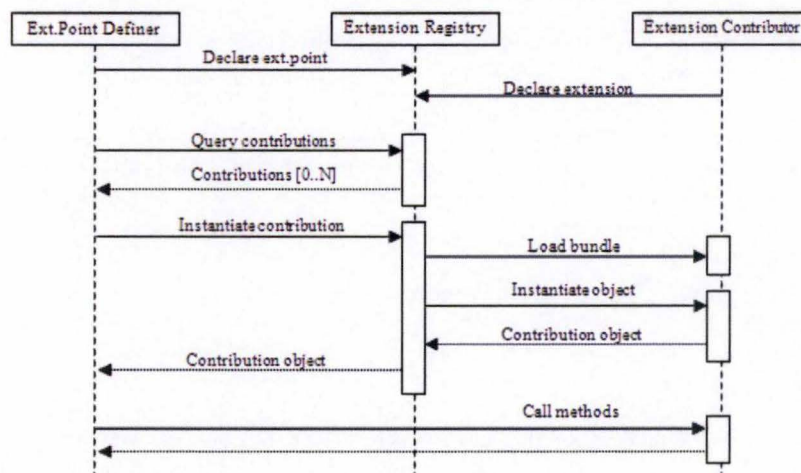 Ext.Point Definer
Extension Registry
Extension Contributor
Declare ext.point
Declare extension
Query contributions
Contributions [0..N]
Instantiate contribution
Load bundle
Instantiate object
Contribution object
Contribution object
Call methods